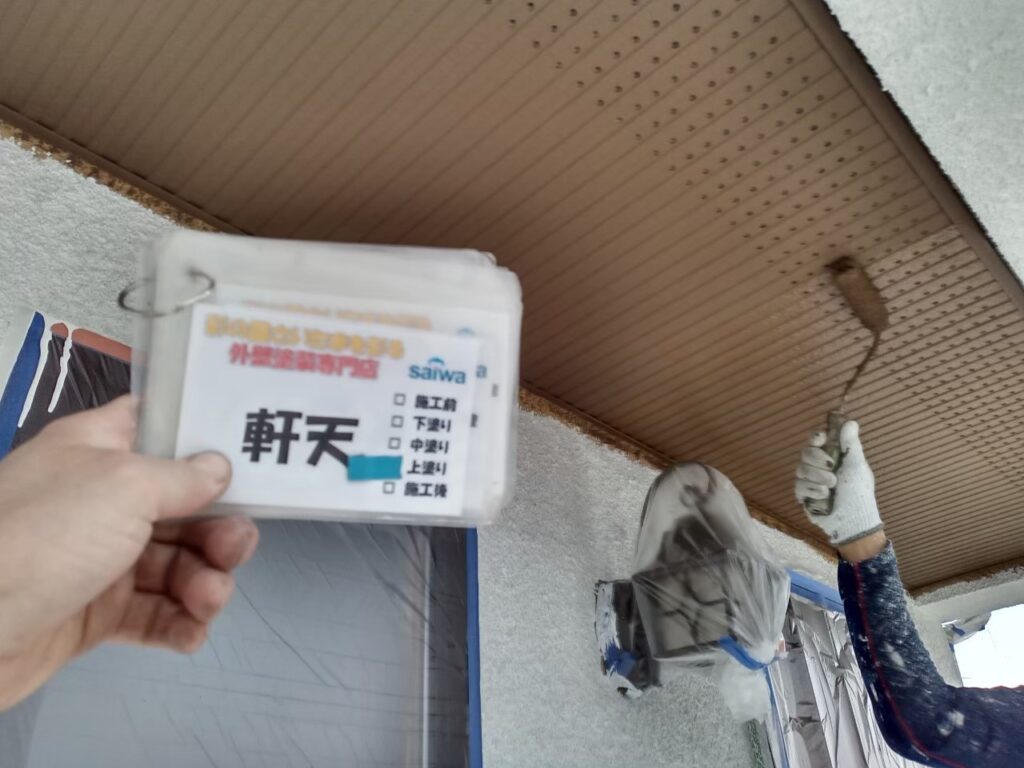 外壁塗装専門店
saiwa
軒天
□ 施工前
□ 下塗り
□ 中塗り
上塗り
□ 施工後